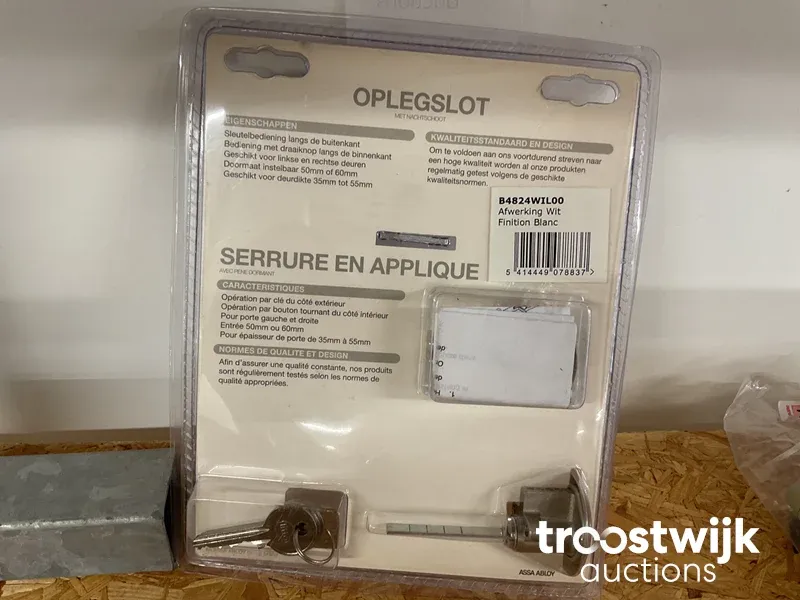 OPLEGSLOT
MET NACHTSCHOOT
EIGENSCHAPPEN
Sleutelbediening langs de buitenkant
Bediening met draaiknop langs de binnenkant
Geschikt voor linkse en rechtse deuren
Doornmaat instelbaar 50mm of 60mm
Geschikt voor deurdikte 35mm tot 55mm
KWALITEITSSTANDAARD EN DESIGN
Om te voldoen aan ons voortdurend streven naar
een hoge kwaliteit worden al onze produkten
regelmatig getest volgens de geschikte
kwaliteitsnormen.
B4824WIL00
Afwerking Wit
Finition Blanc
5 414449 078837 >
SERRURE EN APPLIQUE
AVEC PENE DORMANT
CARACTERISTIQUES
Opération par clé du côté extérieur
Opération par bouton tournant du côté intérieur
Pour porte gauche et droite
Entrée 50mm ou 60mm
Pour épaisseur de porte de 35mm à 55mm
NORMES DE QUALITE ET DESIGN
Afin d'assurer une qualité constante, nos produits
sont régulièrement testés selon les normes de
qualité appropriées.
ASSA ABLOY
troostwijk
auctions